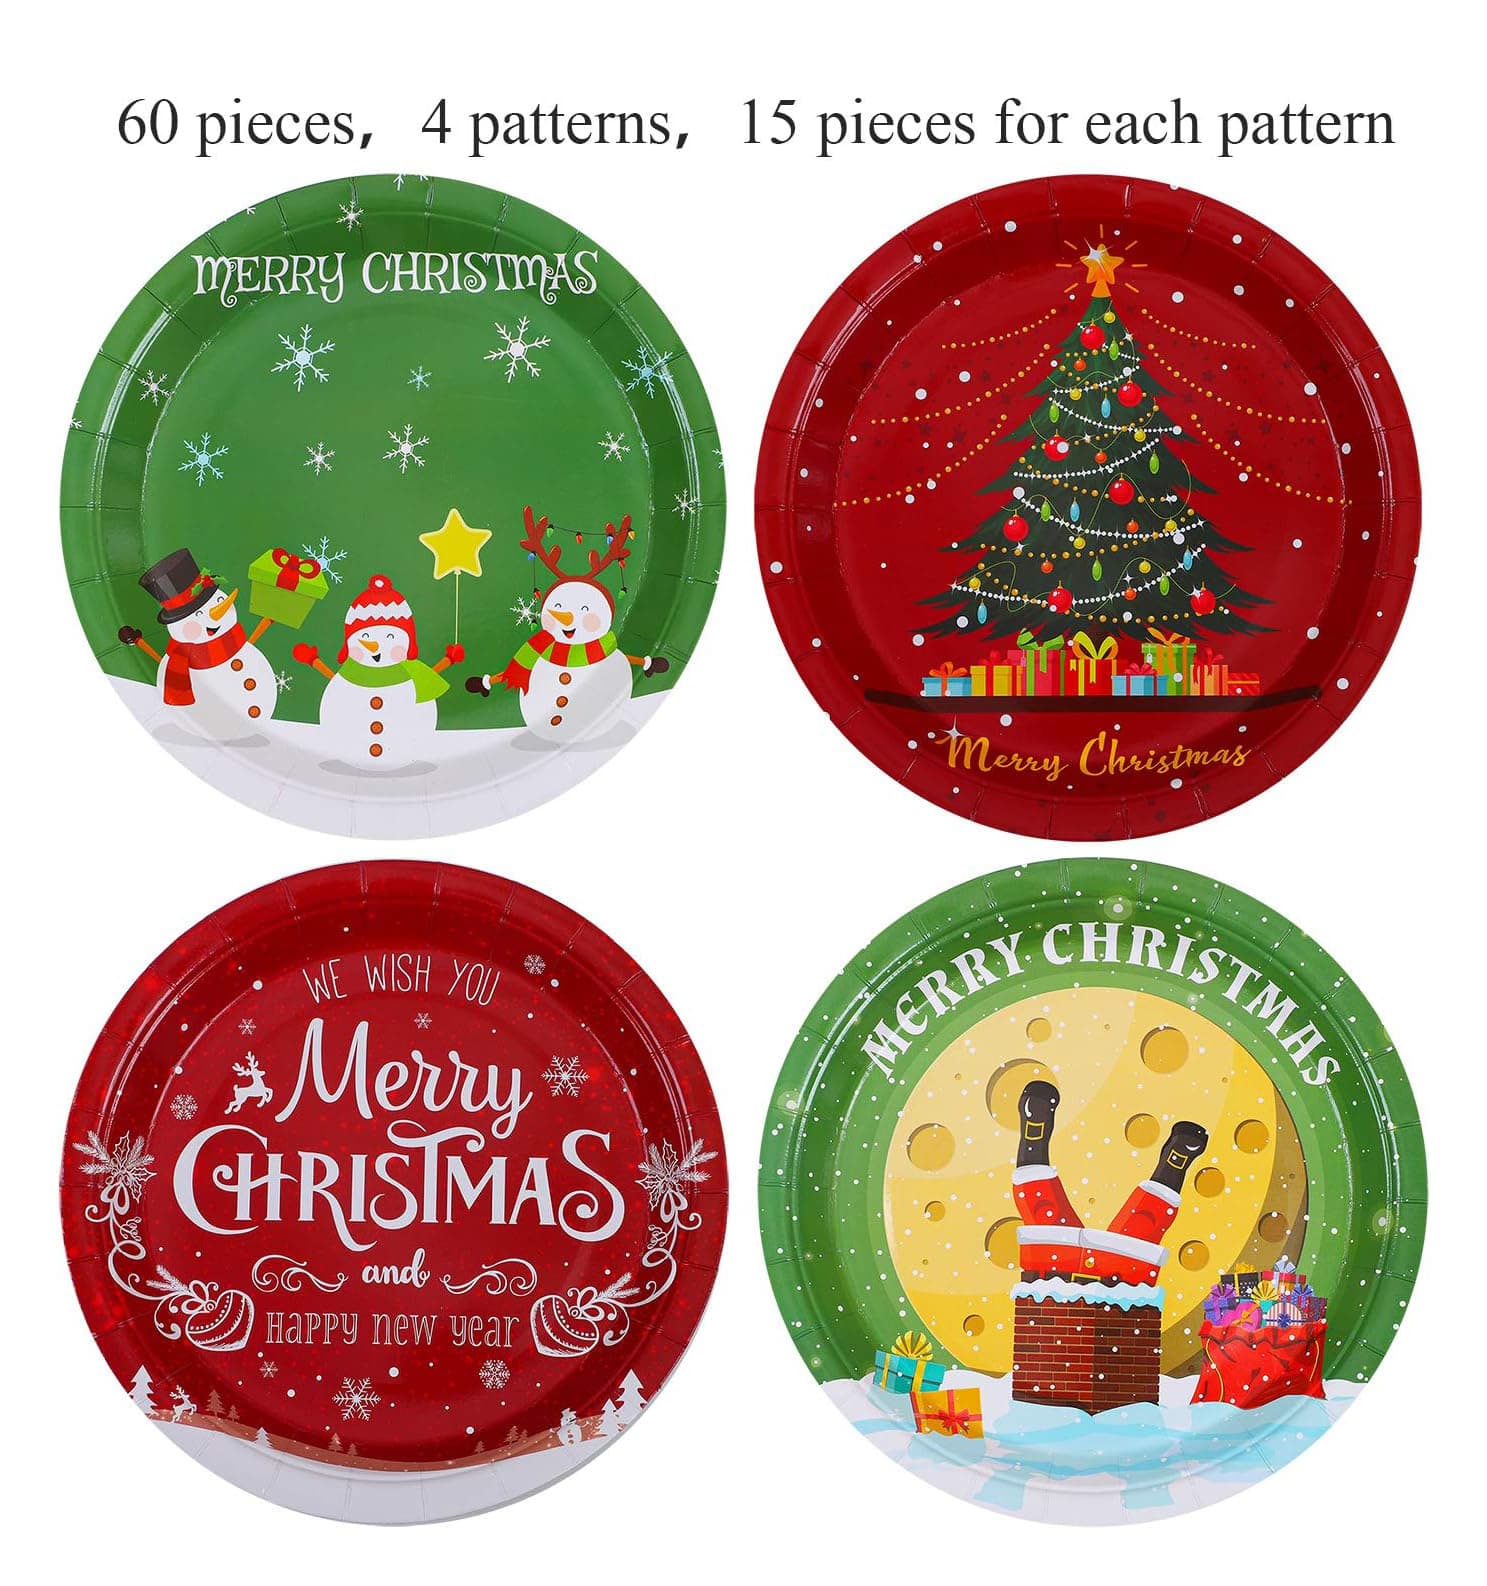 60 pieces, 4 patterns, 15 pieces for each pattern
MERRY CHRISTMAS
Merry Christmas
WE WISH YOU
Merry
CHRISTMAS
and
HAPPY NEW YEAR
MERRY CHRISTMAS